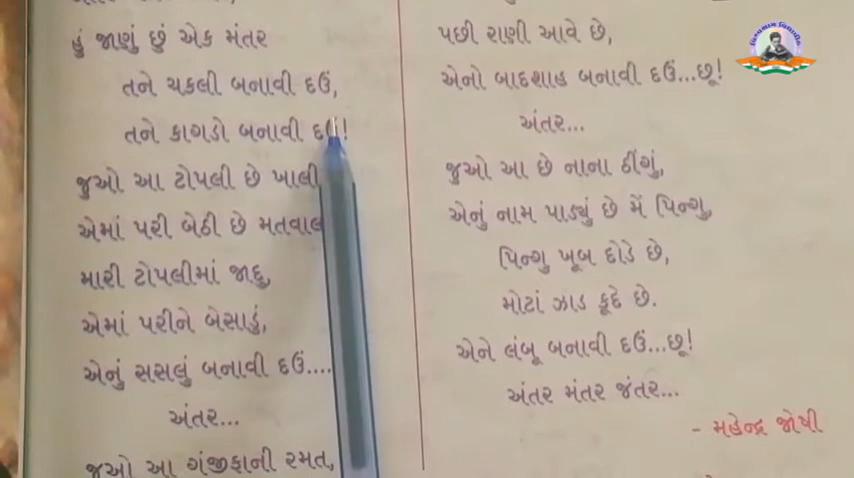 હું જાણું છું એક મંતર
તને ચકલી બનાવી દઉં,
તને કાગડો બનાવી દઉં!
જુઓ આ ટોપલી છે ખાલી
એમાં પરી બેઠી છે મતવાલ
મારી ટોપલીમાં જાદુ,
એમાં પરીને બેસાડું,
એનું સસલું બનાવી દઉં....
અંતર...
જુઓ આ ગંજીફાની રમત,
પછી રાણી આવે છે,
એનો બાદશાહ બનાવી દઉં...છૂ!
અંતર...
જુઓ આ છે નાના ઠીંગું,
એનું નામ પાડ્યું છે મેં પિન્ગુ,
પિન્ગુ ખૂબ દોડે છે,
મોટાં ઝાડ કૂદે છે.
એને લંબૂ બનાવી દઉં...છૂ!
અંતર મંતર જંતર...
- મહેન્દ્ર જોષી